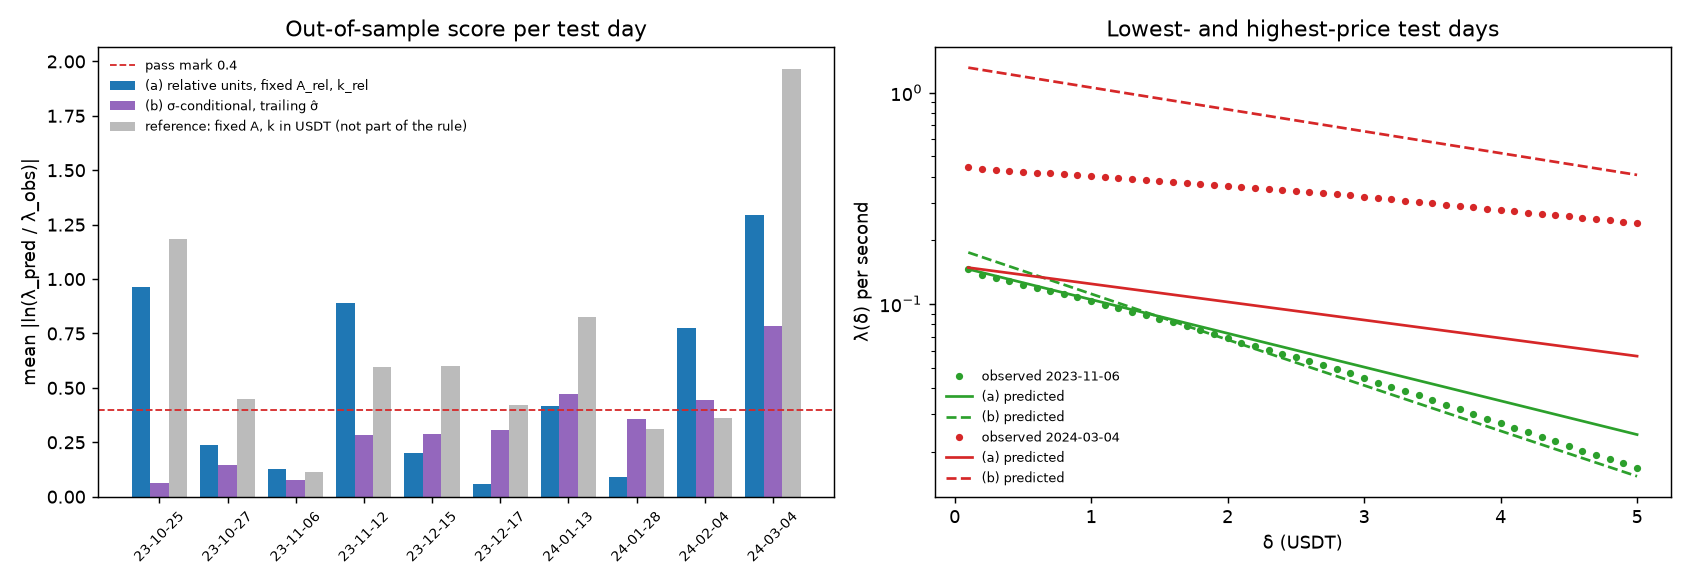 Out-of-sample score per test day
mean |ln(λ_pred / λ_obs)|
2.00
1.75
1.50
1.25
1.00
0.75
0.50
0.25
0.00
pass mark 0.4
(a) relative units, fixed A_rel, k_rel
(b) σ-conditional, trailing σ̂
reference: fixed A, k in USDT (not part of the rule)
23-10-25
23-10-27
23-11-06
23-11-12
23-12-15
23-12-17
24-01-13
24-01-28
24-02-04
24-03-04
Lowest- and highest-price test days
λ(δ) per second
10⁰
10⁻¹
observed 2023-11-06
(a) predicted
(b) predicted
observed 2024-03-04
(a) predicted
(b) predicted
0 1 2 3 4 5
δ (USDT)